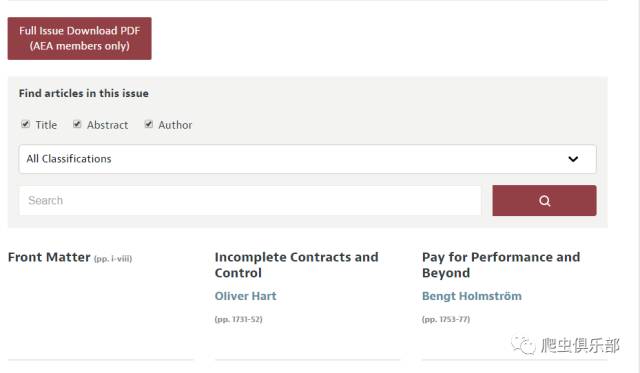 Full Issue Download PDF
(AEA members only)
Find articles in this issue
Title Abstract Author
All Classifications
Search
Front Matter (pp. i-viii)
Incomplete Contracts and
Control
Oliver Hart
(pp. 1731-52)
Pay for Performance and
Beyond
Bengt Holmström
(pp. 1753-77)
爬虫俱乐部